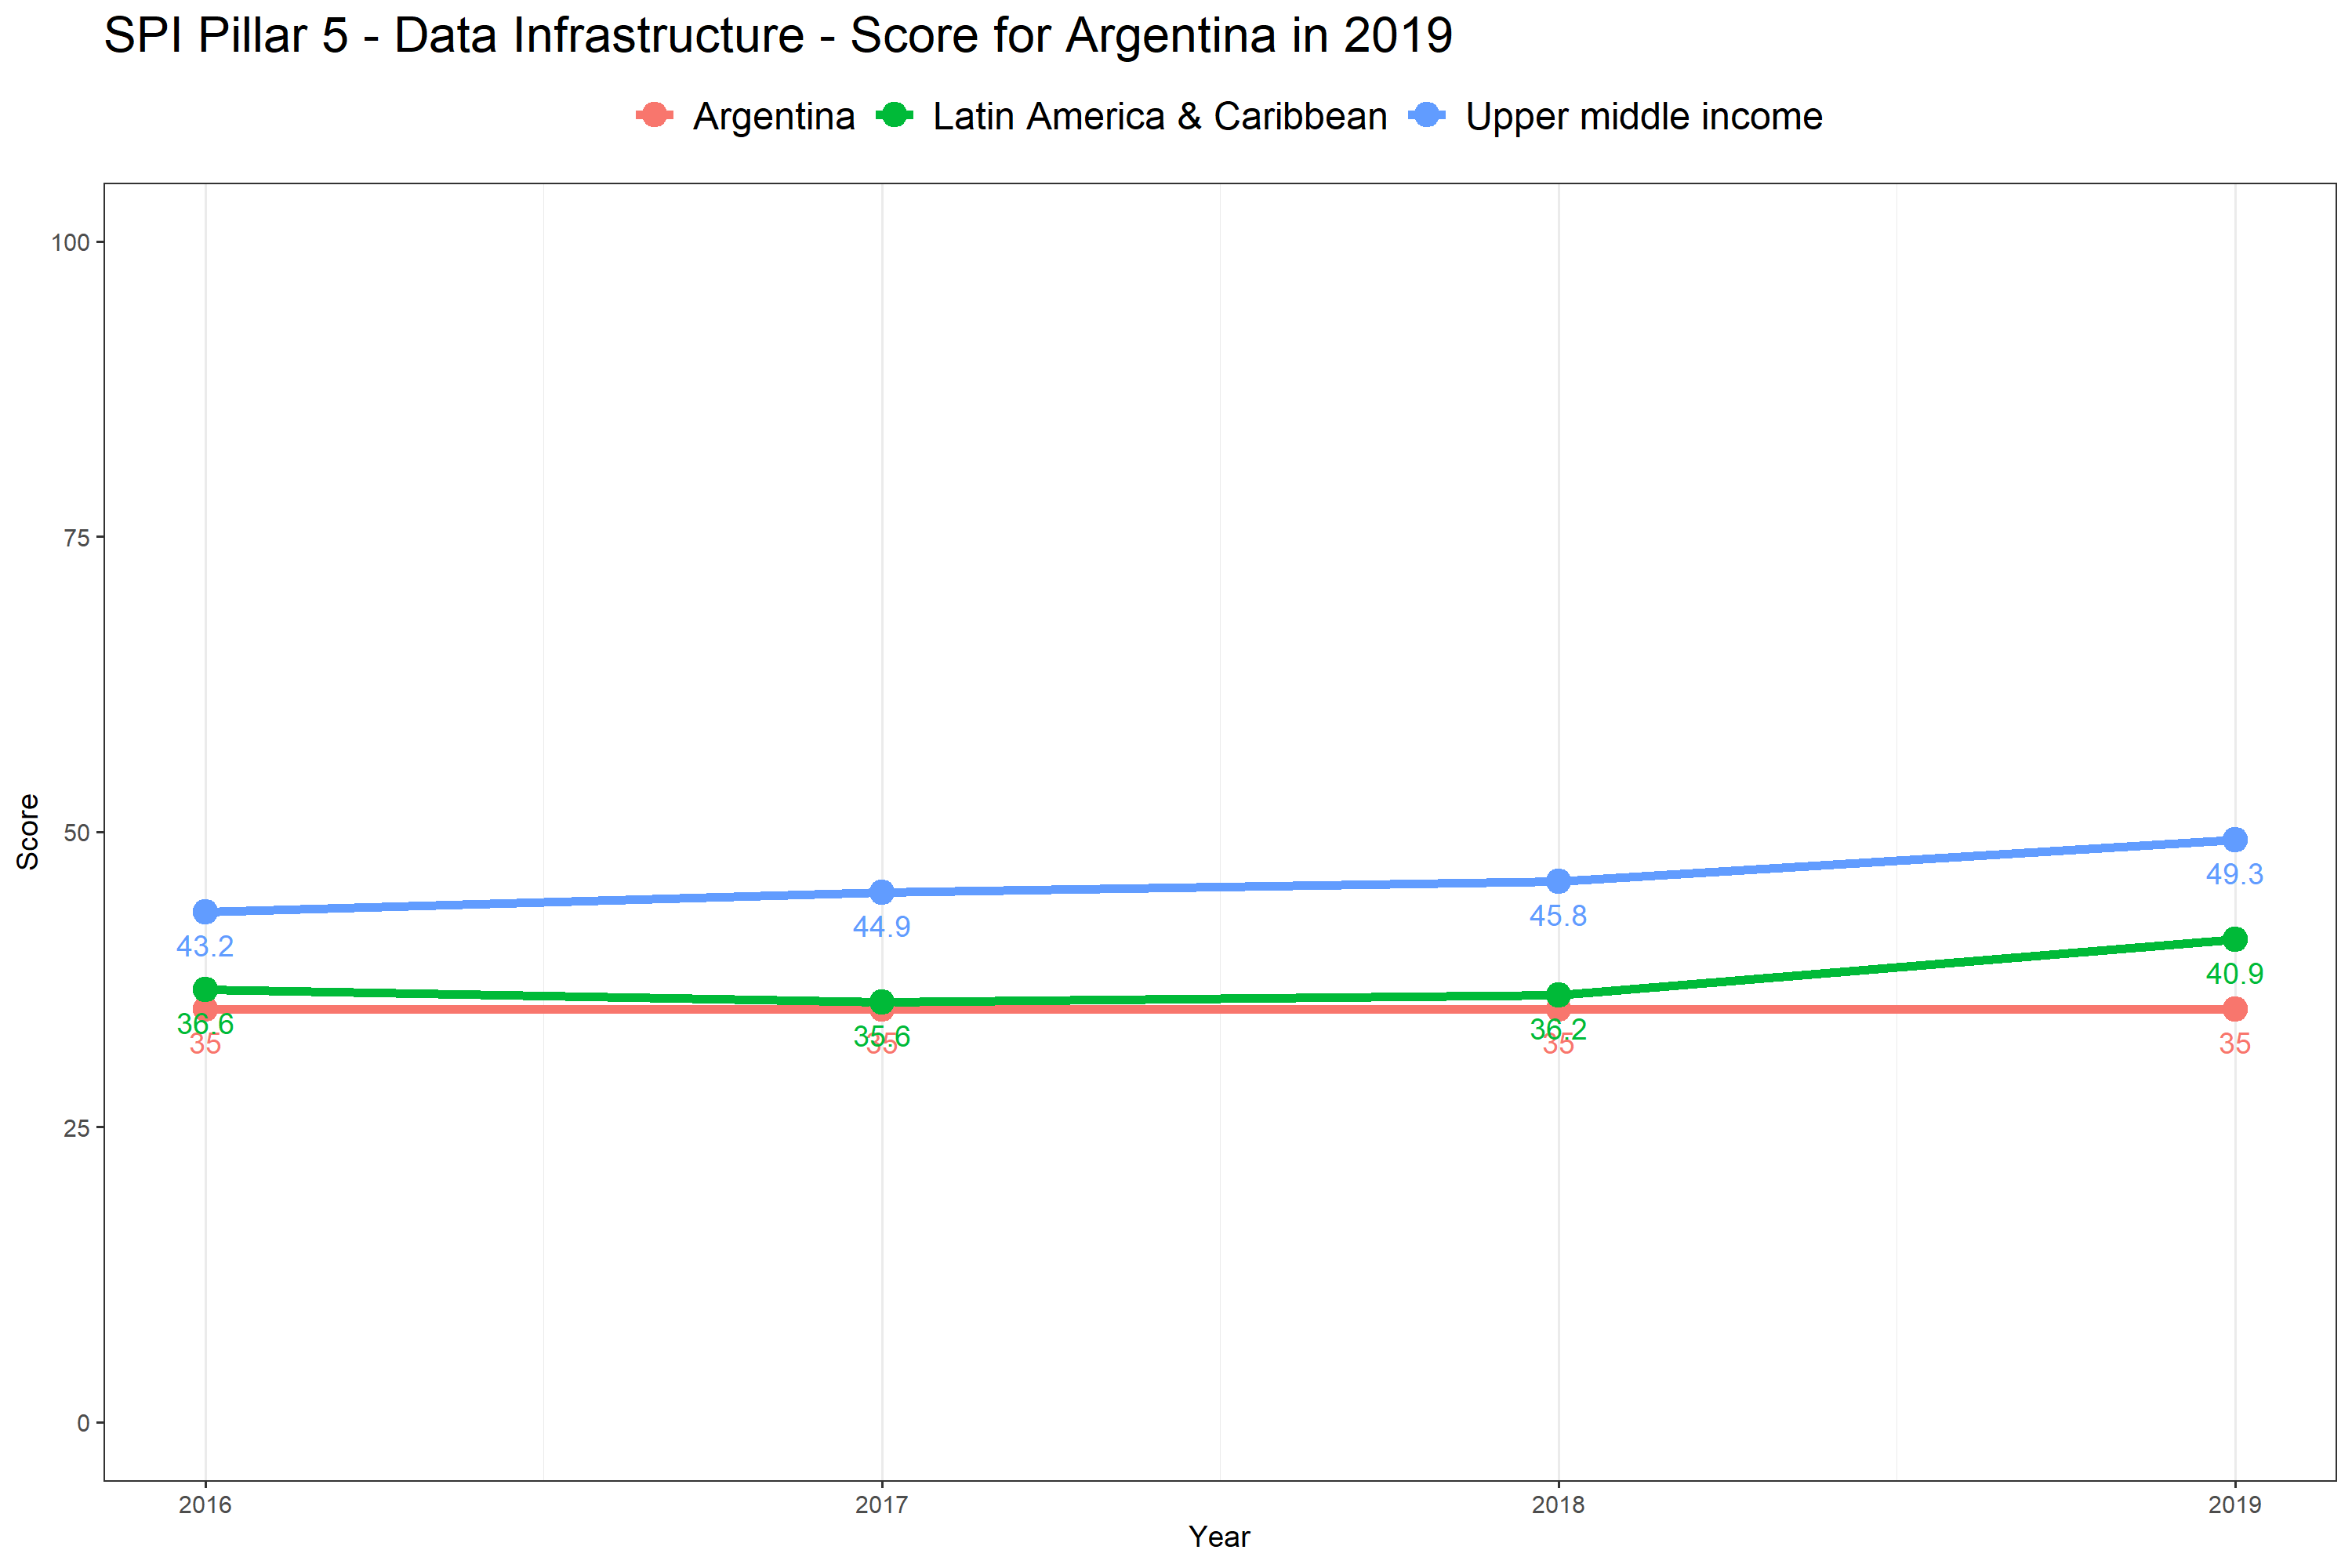 SPI Pillar 5 - Data Infrastructure - Score for Argentina in 2019
Argentina Latin America & Caribbean Upper middle income
100
75
50
25
0
Score
43.2 44.9 45.8 49.3
36.6 35.6 36.2 40.9
35 35 35 35
2016 2017 2018 2019
Year